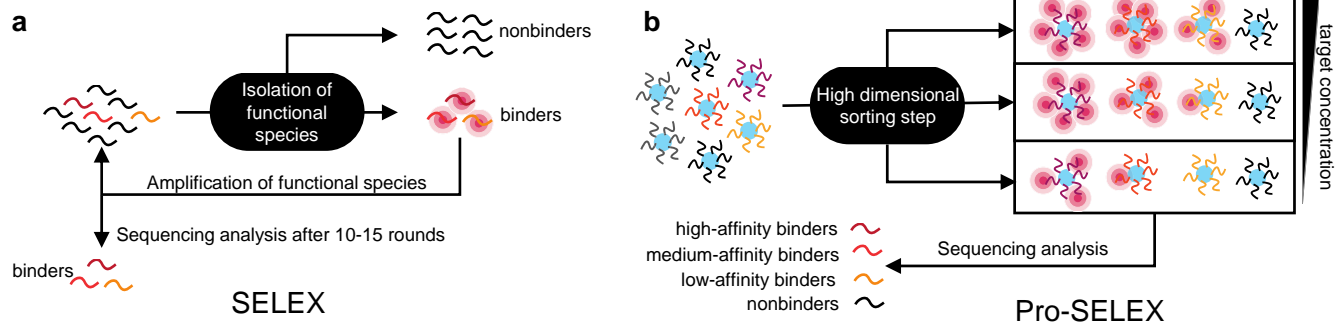 a
nonbinders
Isolation of
functional
species
binders
Amplification of functional species
Sequencing analysis after 10-15 rounds
binders
SELEX
b
High dimensional
sorting step
target concentration
high-affinity binders
medium-affinity binders
low-affinity binders
nonbinders
Sequencing analysis
Pro-SELEX